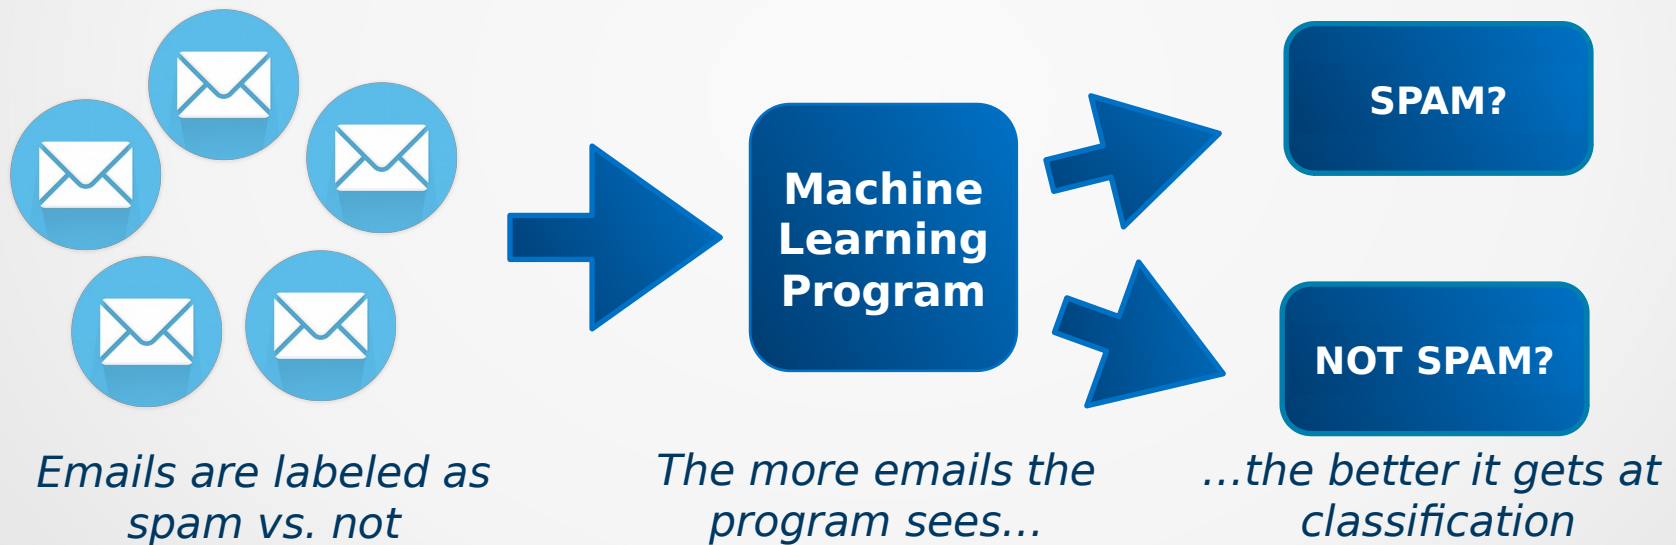 SPAM?
Machine
Learning
Program
NOT SPAM?
Emails are labeled as
spam vs. not
The more emails the
program sees...
...the better it gets at
classification